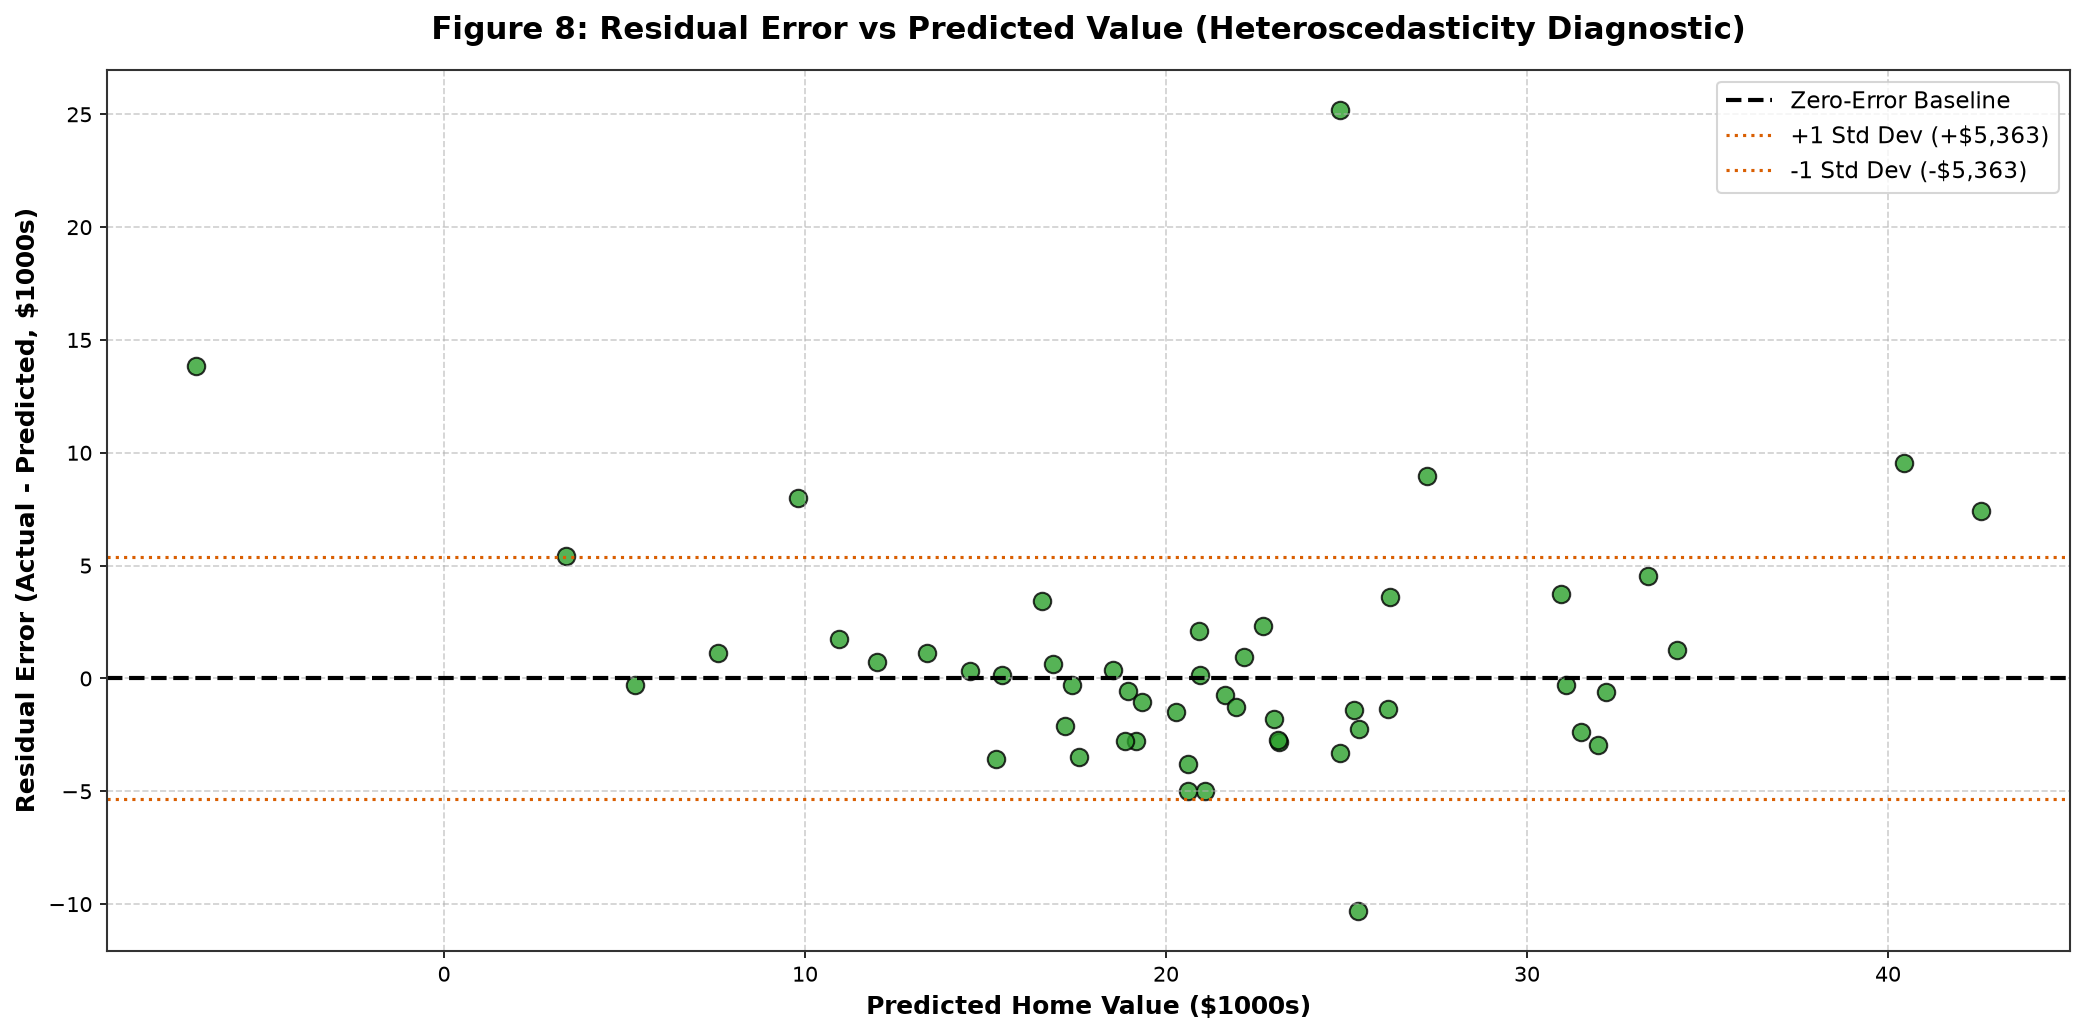 Figure 8: Residual Error vs Predicted Value (Heteroscedasticity Diagnostic)
Zero-Error Baseline
+1 Std Dev (+$5,363)
-1 Std Dev (-$5,363)
Residual Error (Actual - Predicted, $1000s)
25
20
15
10
5
0
−5
−10
0
10
20
30
40
Predicted Home Value ($1000s)